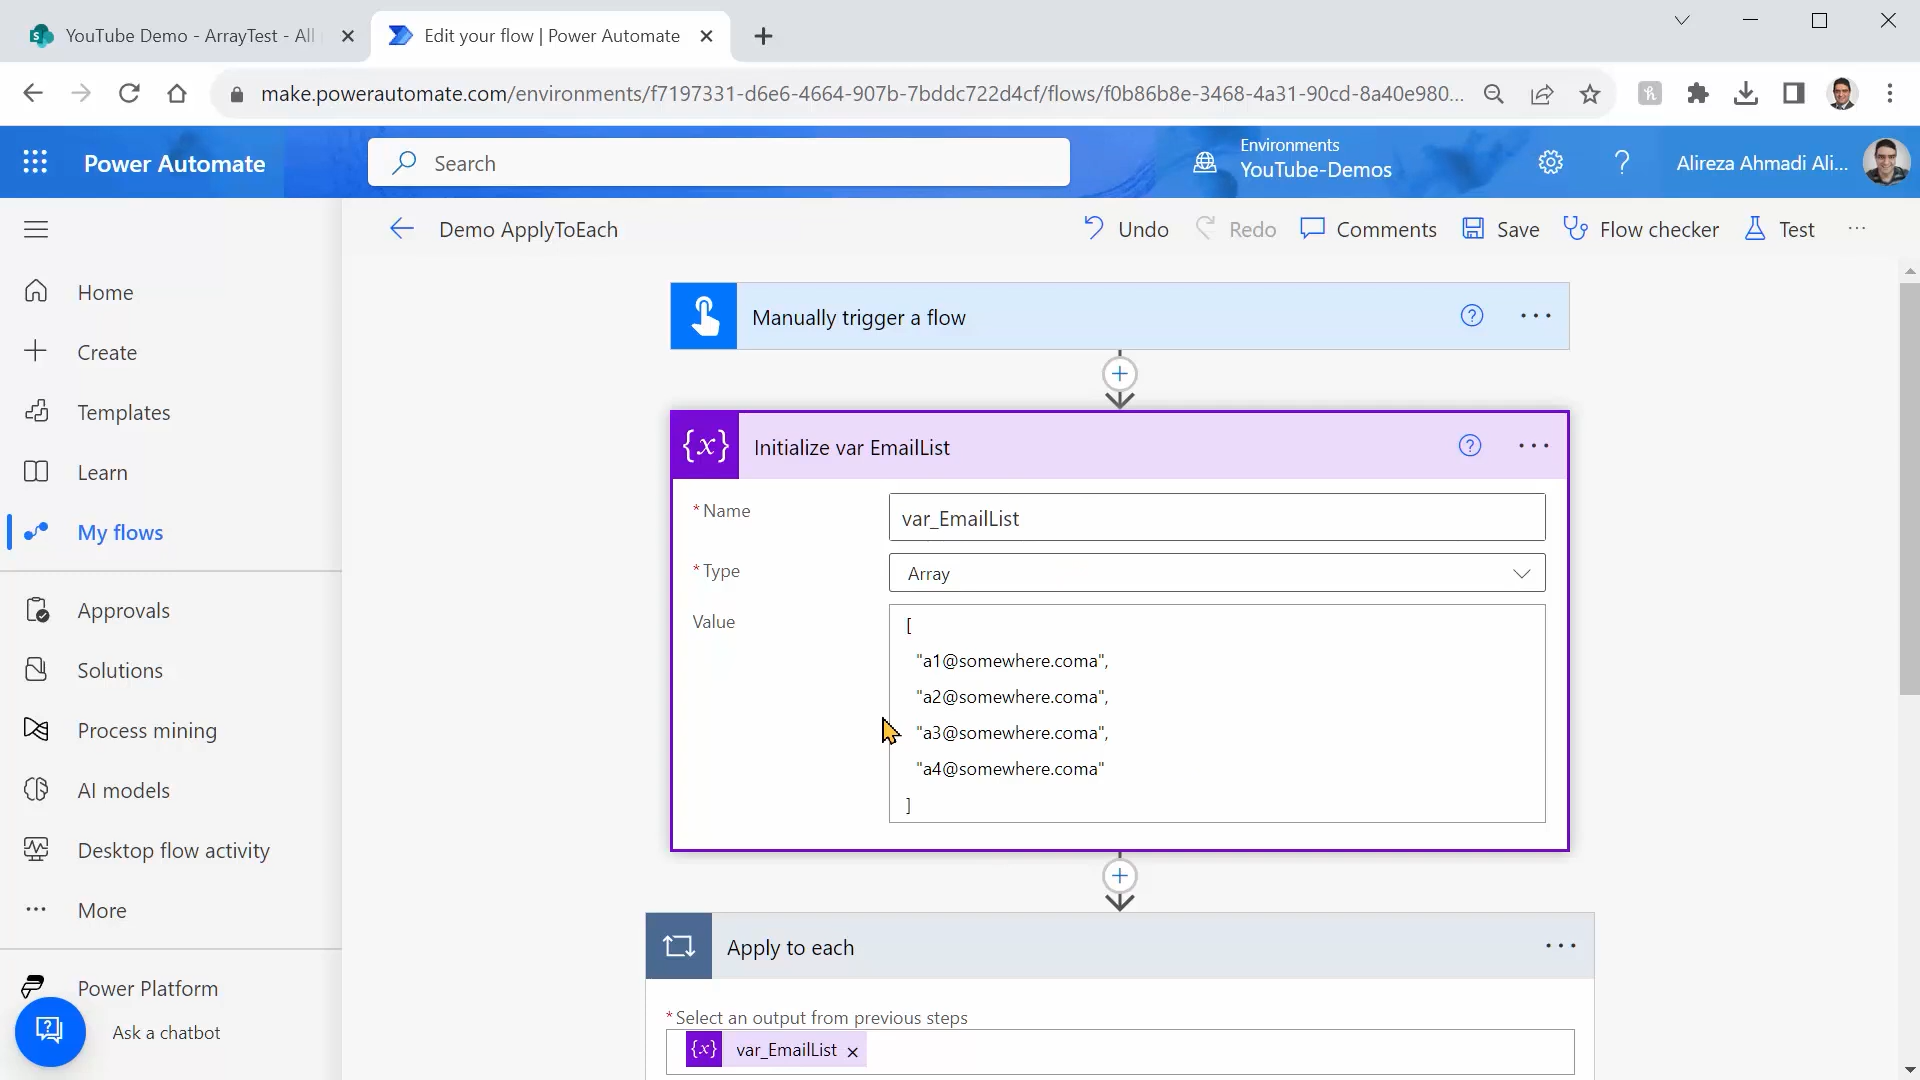 YouTube Demo - ArrayTest - All
Edit your flow | Power Automate
make.powerautomate.com/environments/f7197331-d6e6-4664-907b-7bddc722d4cf/flows/f0b86b8e-3468-4a31-90cd-8a40e980...
Power Automate
Search
Environments
YouTube-Demos
Alireza Ahmadi Ali...
Demo ApplyToEach
Undo
Redo
Comments
Save
Flow checker
Test
Home
Create
Templates
Learn
My flows
Approvals
Solutions
Process mining
AI models
Desktop flow activity
More
Power Platform
Ask a chatbot
Manually trigger a flow
{x}
Initialize var EmailList
* Name
var_EmailList
* Type
Array
Value
[
"a1@somewhere.coma",
"a2@somewhere.coma",
"a3@somewhere.coma",
"a4@somewhere.coma"
]
Apply to each
* Select an output from previous steps
{x} var_EmailList ×